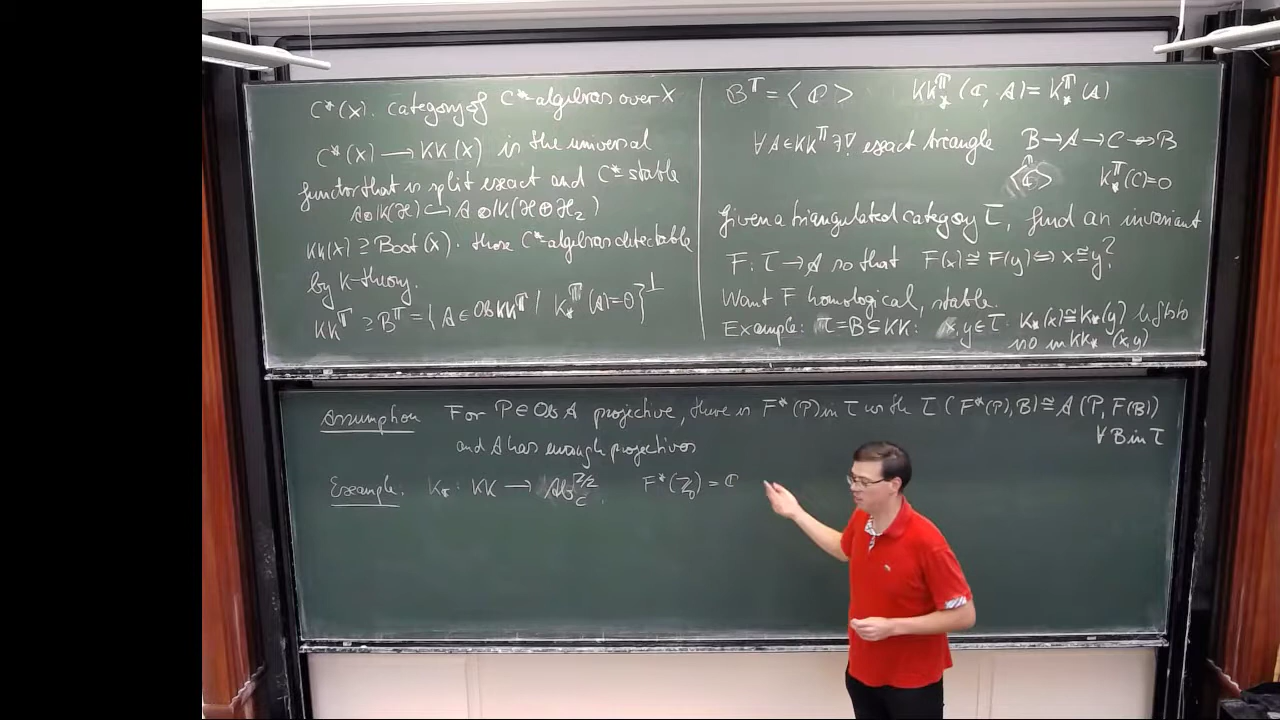 C*(X). category of C*-algebras over X
C*(X) → KK(X) is the universal
functor that is split exact and C*-stable
A⊗K(H) ↪ A⊗K(H⊕H₂)
KK(X) ⊇ Boot(X). those C*-algebras detectable
by K-theory.
KK^𝕋 ⊇ B^𝕋 = {A ∈ Ob KK^𝕋 | K_*^𝕋(A)=0}^⊥
B^𝕋 = ⟨ℂ⟩ KK_*^𝕋(ℂ, A) = K_*^𝕋(A)
∀A∈KK^𝕋 ∃ exact triangle B → A → C → B
⟨ℂ⟩ K_*^𝕋(C)=0
Given a triangulated category τ, find an invariant
F: τ → A so that F(x) ≅ F(y) ⇔ x ≅ y?
Want F homological, stable.
Example: τ = B ⊆ KK: x, y ∈ τ: K_*(x) ≅ K_*(y) lifts to
iso in KK_*(x,y)
Assumption For P ∈ Ob A projective, there is F*(P) in τ with τ(F*(P), B) ≅ A(P, F(B))
∀ B in τ
and A has enough projectives
Example: K_* : KK → Ab_c^{ℤ/2}. F*(ℤ₀) = ℂ